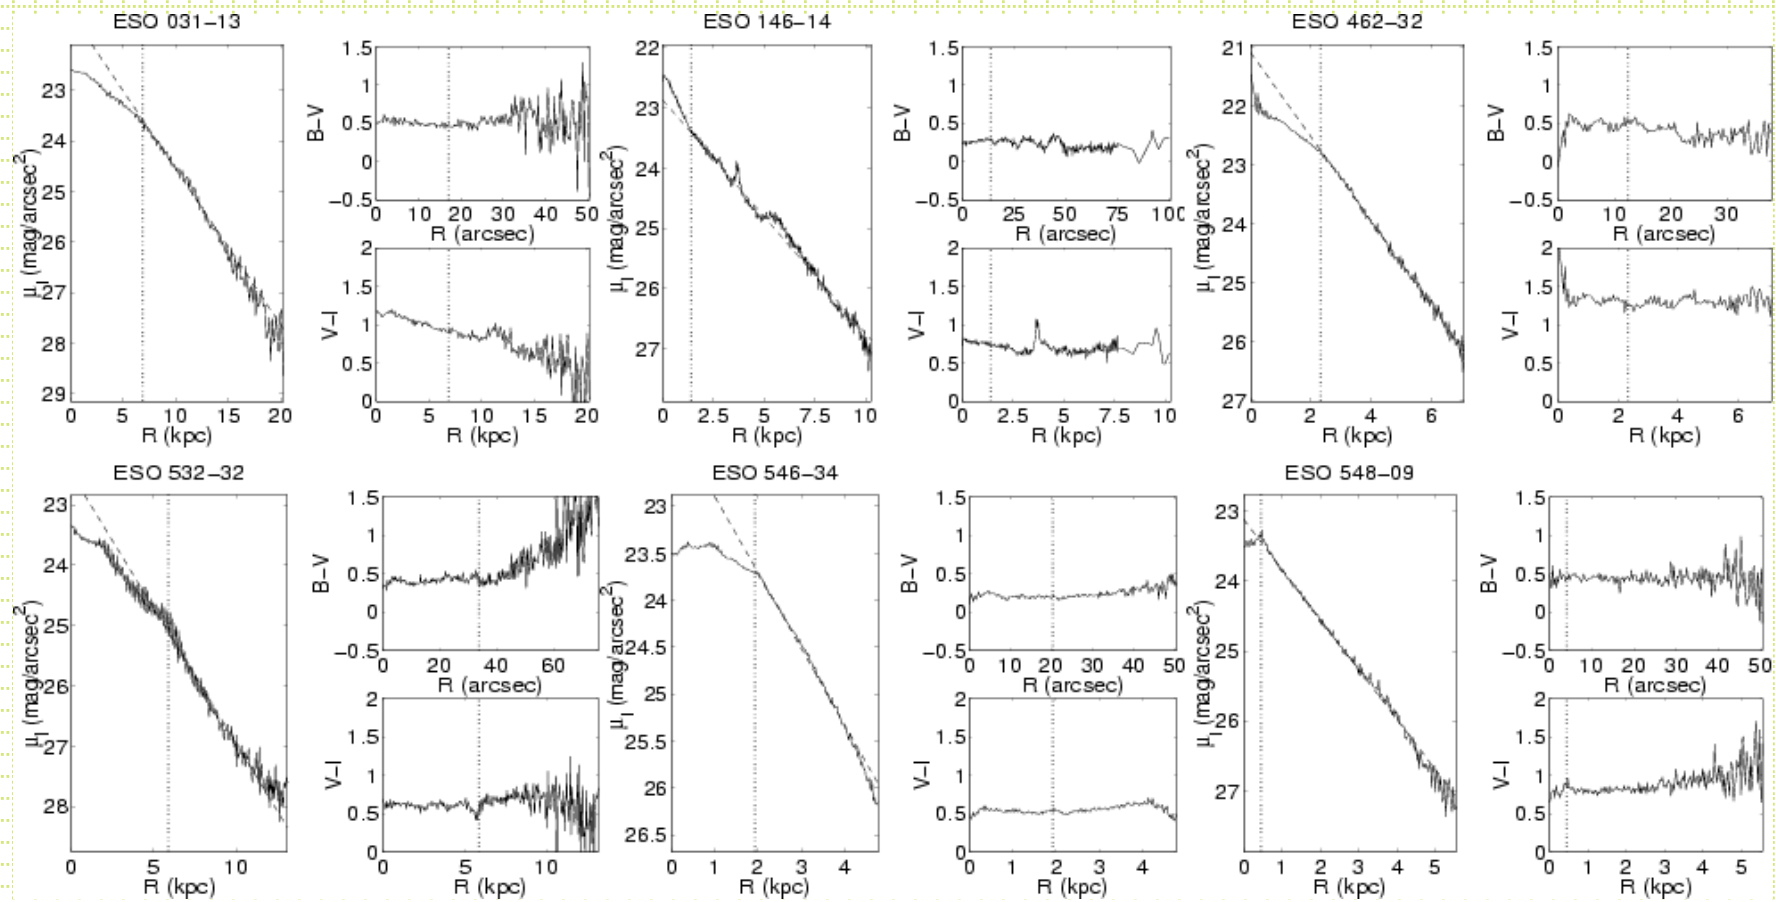 ESO 031−13
22
23
24
25
26
27
28
29
0 5 10 15 20
R (kpc)
μI (mag/arcsec2)
1.5
1
0.5
0
−0.5
B−V
0 10 20 30 40 50
R (arcsec)
2
1.5
1
0.5
0
V−I
0 5 10 15 20
R (kpc)
ESO 146−14
22
23
24
25
26
27
0 2.5 5 7.5 10
R (kpc)
μI (mag/arcsec2)
1.5
1
0.5
0
−0.5
B−V
0 25 50 75 100
R (arcsec)
2
1.5
1
0.5
0
V−I
0 2.5 5 7.5 10
R (kpc)
ESO 462−32
21
22
23
24
25
26
27
0 2 4 6
R (kpc)
μI (mag/arcsec2)
1.5
1
0.5
0
−0.5
B−V
0 10 20 30
R (arcsec)
2
1.5
1
0.5
0
V−I
0 2 4 6
R (kpc)
ESO 532−32
23
24
25
26
27
28
0 5 10
R (kpc)
μI (mag/arcsec2)
1.5
1
0.5
0
−0.5
B−V
0 20 40 60
R (arcsec)
2
1.5
1
0.5
0
V−I
0 5 10
R (kpc)
ESO 546−34
23
23.5
24
24.5
25
25.5
26
26.5
0 1 2 3 4
R (kpc)
μI (mag/arcsec2)
1.5
1
0.5
0
−0.5
B−V
0 10 20 30 40 50
R (arcsec)
2
1.5
1
0.5
0
V−I
0 1 2 3 4
R (kpc)
ESO 548−09
23
24
25
26
27
0 1 2 3 4 5
R (kpc)
μI (mag/arcsec2)
1.5
1
0.5
0
−0.5
B−V
0 10 20 30 40 50
R (arcsec)
2
1.5
1
0.5
0
V−I
0 1 2 3 4 5
R (kpc)